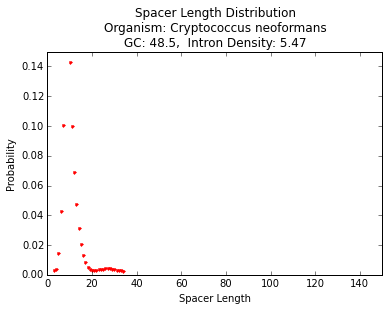 Spacer Length Distribution
Organism: Cryptococcus neoformans
GC: 48.5,  Intron Density: 5.47
0.14
0.12
0.10
0.08
0.06
0.04
0.02
0.00
Probability
0 20 40 60 80 100 120 140
Spacer Length